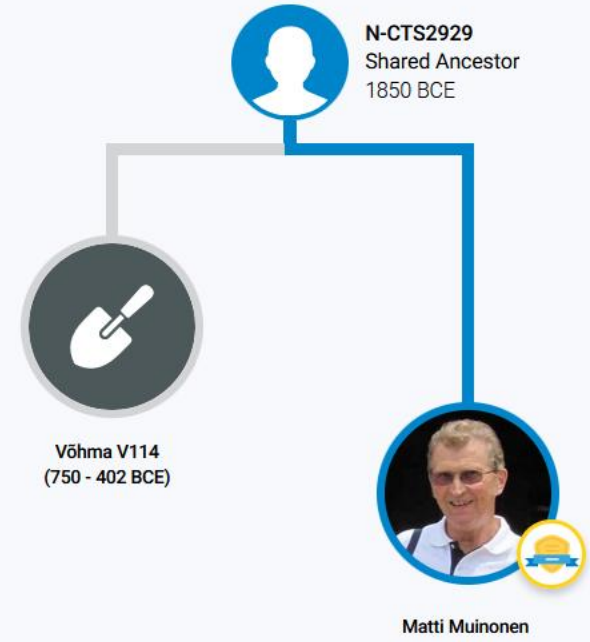 N-CTS2929
Shared Ancestor
1850 BCE
Võhma V114
(750 - 402 BCE)
Matti Muinonen